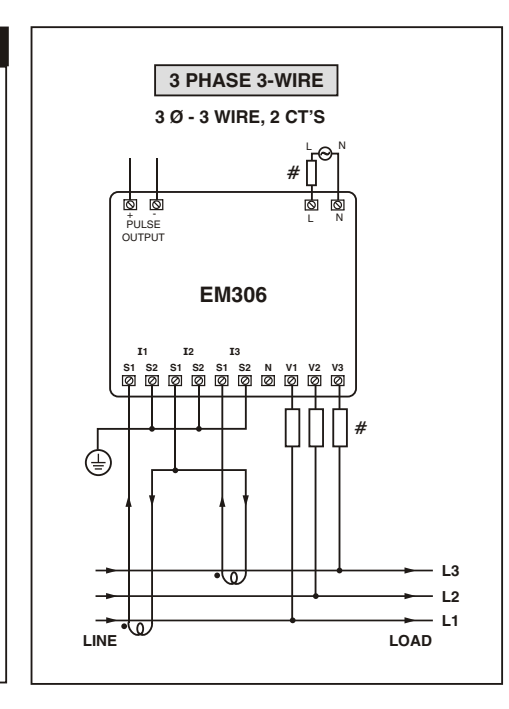 3 PHASE 3-WIRE
3 Ø - 3 WIRE, 2 CT'S
L N
#
+ -
PULSE
OUTPUT
L N
EM306
I1 I2 I3
S1 S2 S1 S2 S1 S2 N V1 V2 V3
#
L3
L2
L1
LINE LOAD